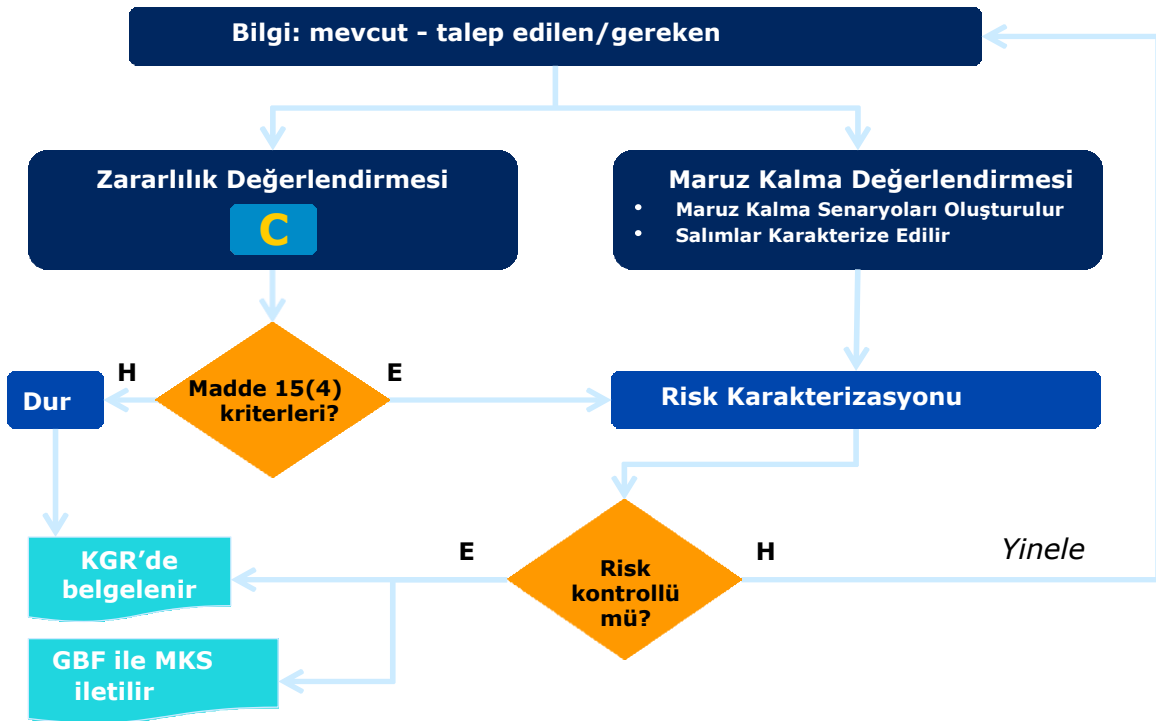 Bilgi: mevcut - talep edilen/gereken
Zararlılık Değerlendirmesi
C
Maruz Kalma Değerlendirmesi
• Maruz Kalma Senaryoları Oluşturulur
• Salımlar Karakterize Edilir
H
E
Dur
Madde 15(4)
kriterleri?
Risk Karakterizasyonu
E
H
Yinele
KGR’de
belgelenir
Risk
kontrollü
mü?
GBF ile MKS
iletilir